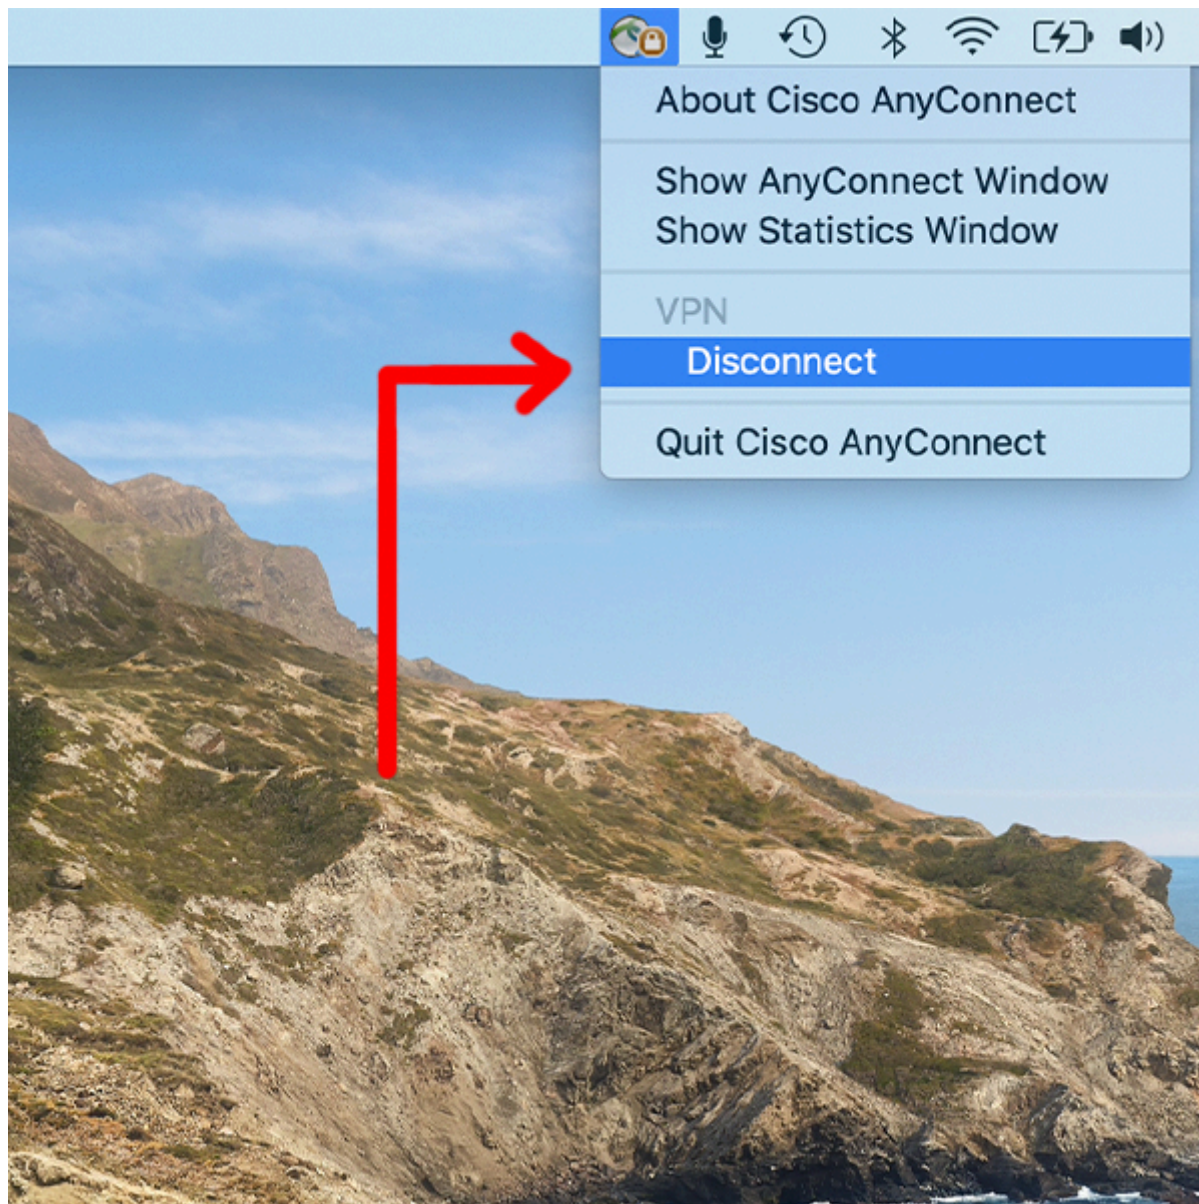 About Cisco AnyConnect
Show AnyConnect Window
Show Statistics Window
VPN
Disconnect
Quit Cisco AnyConnect